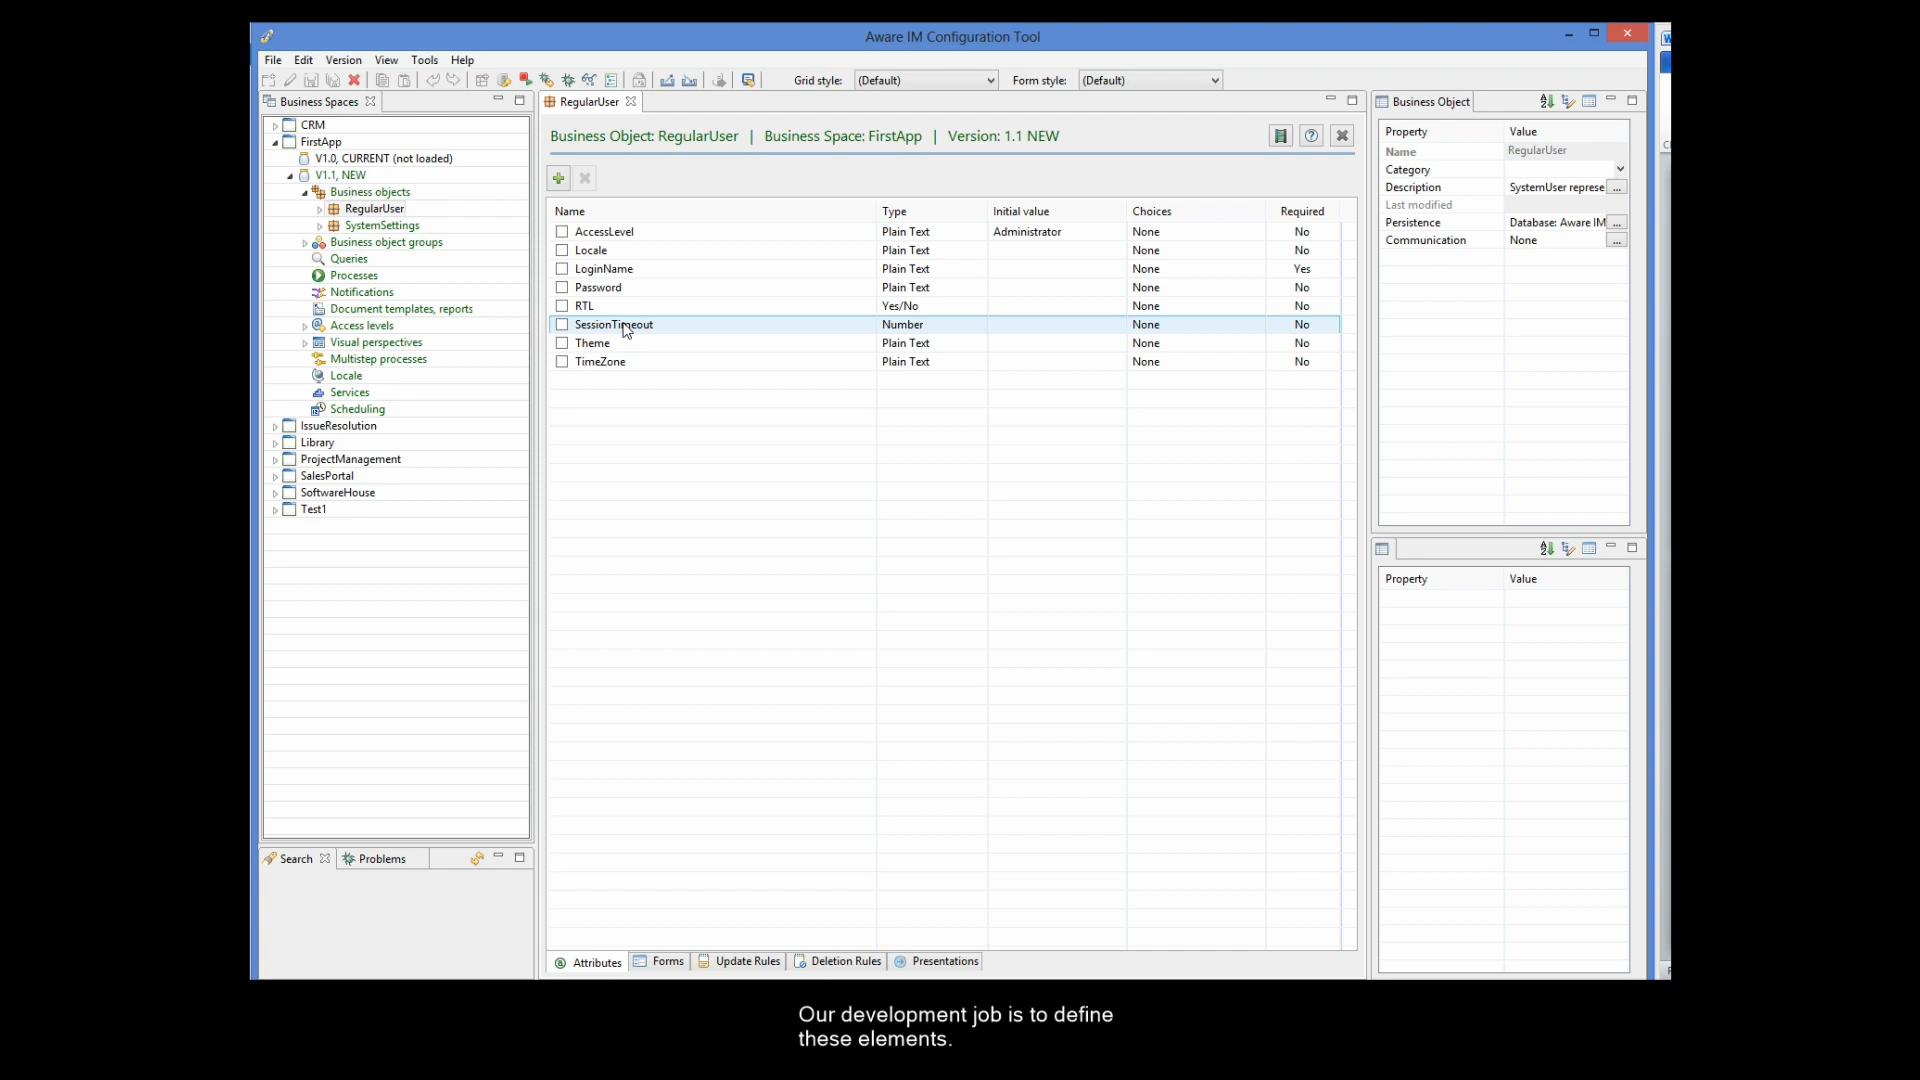 Aware IM Configuration Tool
File Edit Version View Tools Help
Grid style: (Default) Form style: (Default)
Business Spaces
CRM
FirstApp
V1.0, CURRENT (not loaded)
V1.1, NEW
Business objects
RegularUser
SystemSettings
Business object groups
Queries
Processes
Notifications
Document templates, reports
Access levels
Visual perspectives
Multistep processes
Locale
Services
Scheduling
IssueResolution
Library
ProjectManagement
SalesPortal
SoftwareHouse
Test1
Search Problems
RegularUser
Business Object: RegularUser | Business Space: FirstApp | Version: 1.1 NEW
Name Type Initial value Choices Required
AccessLevel Plain Text Administrator None No
Locale Plain Text None No
LoginName Plain Text None Yes
Password Plain Text None No
RTL Yes/No None No
SessionTimeout Number None No
Theme Plain Text None No
TimeZone Plain Text None No
Attributes Forms Update Rules Deletion Rules Presentations
Business Object
Property Value
Name RegularUser
Category
Description SystemUser represe ...
Last modified
Persistence Database: Aware IM ...
Communication None ...
Property Value
Our development job is to define
these elements.